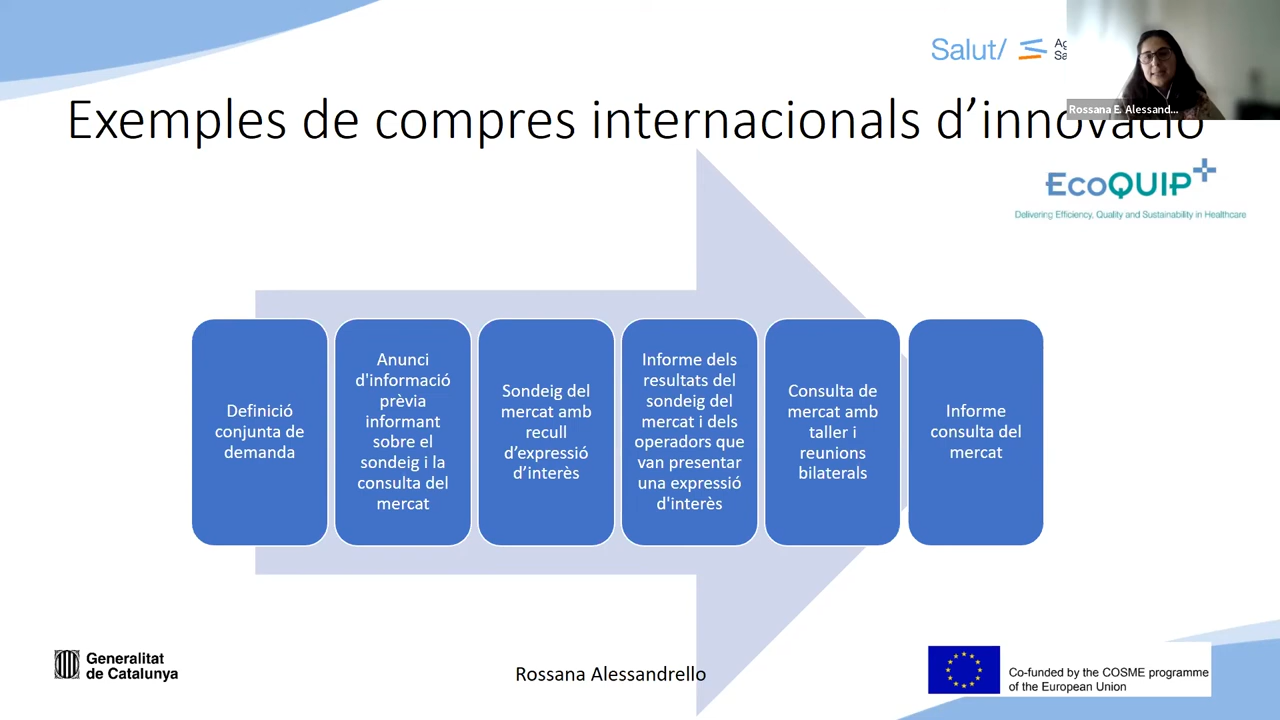 Salut/
Rossana E. Alessand...
Exemples de compres internacionals d'innovació
EcoQUIP+
Delivering Efficiency, Quality and Sustainability in Healthcare
Definició
conjunta de
demanda
Anunci
d'informació
prèvia
informant
sobre el
sondeig i la
consulta del
mercat
Sondeig del
mercat amb
recull
d’expressió
d’interès
Informe dels
resultats del
sondeig del
mercat i dels
operadors que
van presentar
una expressió
d'interès
Consulta de
mercat amb
taller i
reunions
bilaterals
Informe
consulta del
mercat
Generalitat
de Catalunya
Rossana Alessandrello
Co-funded by the COSME programme
of the European Union